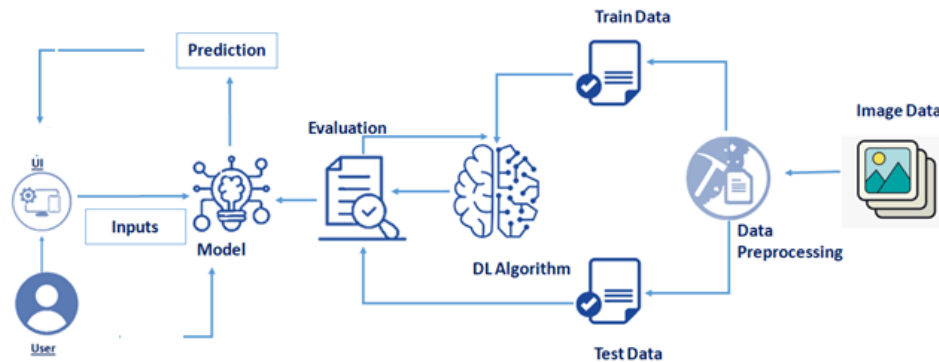 Train Data
Prediction
Image Data
Evaluation
UI
Inputs
Model
DL Algorithm
Data
Preprocessing
User
Test Data